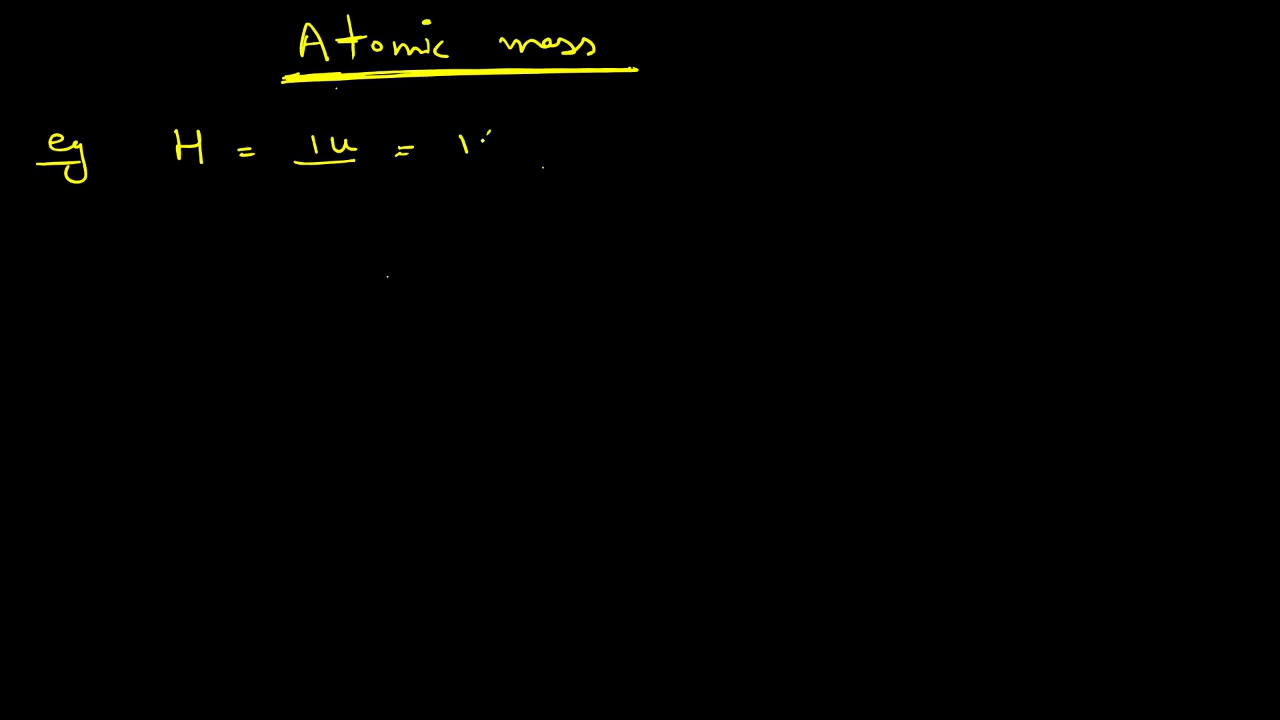 Atomic mass
eg H = 1u = 1